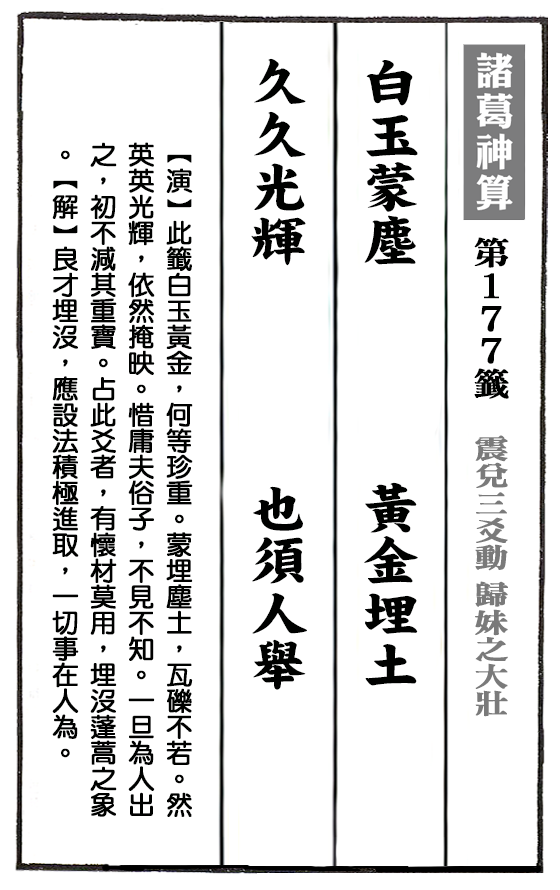 諸葛神算 第177籤 震兌三爻動 歸妹之大壯
白玉蒙塵 黃金埋土
久久光輝 也須人舉
【演】此籤白玉黃金，何等珍重。蒙埋塵土，瓦礫不若。然
英英光輝，依然掩映。惜庸夫俗子，不見不知。一旦為人出
之，初不減其重寶。占此爻者，有懷材莫用，埋沒蓬蒿之象
。【解】良才埋沒，應設法積極進取，一切事在人為。